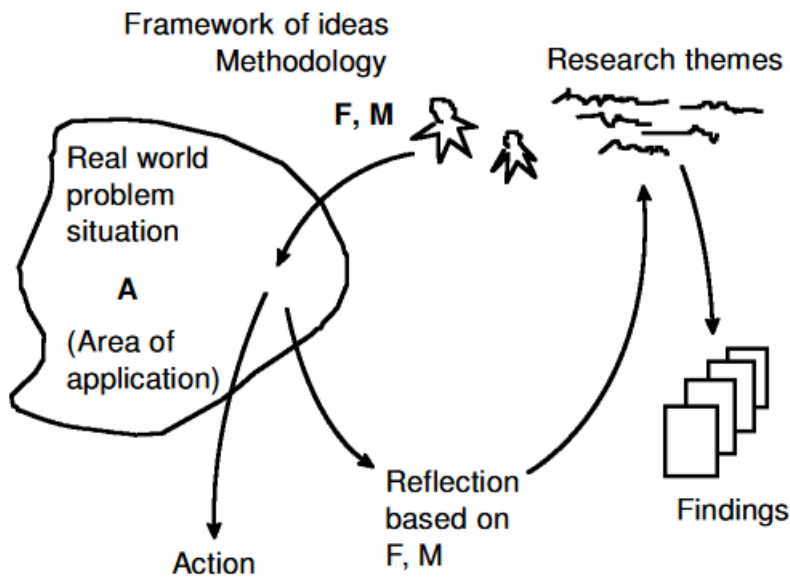 Framework of ideas
Methodology
F, M
Research themes
Real world
problem
situation
A
(Area of
application)
Reflection
based on
F, M
Action
Findings